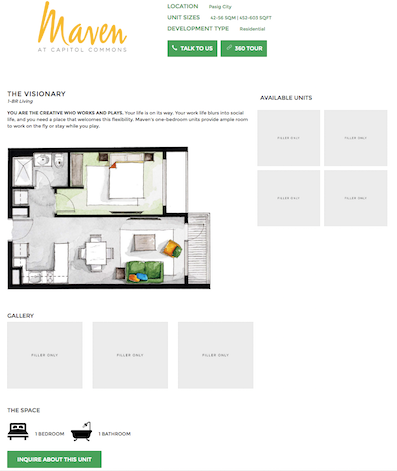 Maven
AT CAPITOL COMMONS
LOCATION Pasig City
UNIT SIZES 42-56 SQM | 452-603 SQFT
DEVELOPMENT TYPE Residential
TALK TO US
360 TOUR
THE VISIONARY
1-BR Living
YOU ARE THE CREATIVE WHO WORKS AND PLAYS. Your life is on its way. Your work life blurs into social
life, and you need a place that welcomes this flexibility. Maven's one-bedroom units provide ample room
to work on the fly or stay while you play.
AVAILABLE UNITS
FILLER ONLY
FILLER ONLY
FILLER ONLY
FILLER ONLY
GALLERY
FILLER ONLY
FILLER ONLY
FILLER ONLY
THE SPACE
1 BEDROOM
1 BATHROOM
INQUIRE ABOUT THIS UNIT